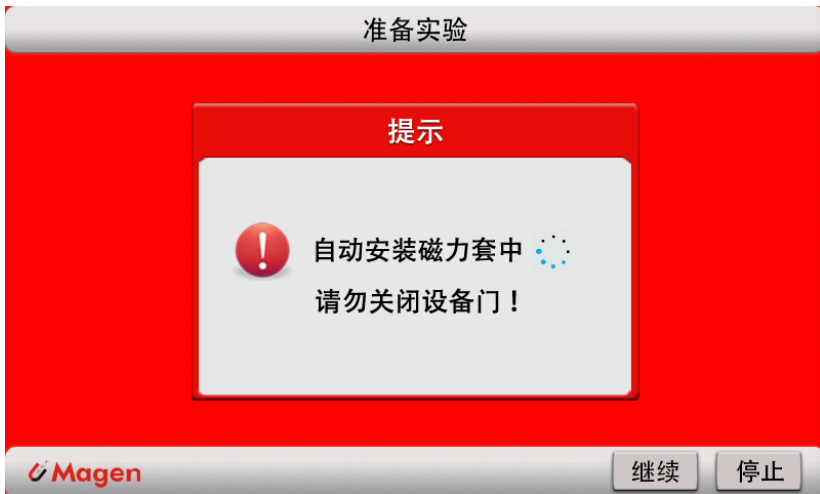 准备实验
提示
自动安装磁力套中
请勿关闭设备门！
Magen
继续
停止